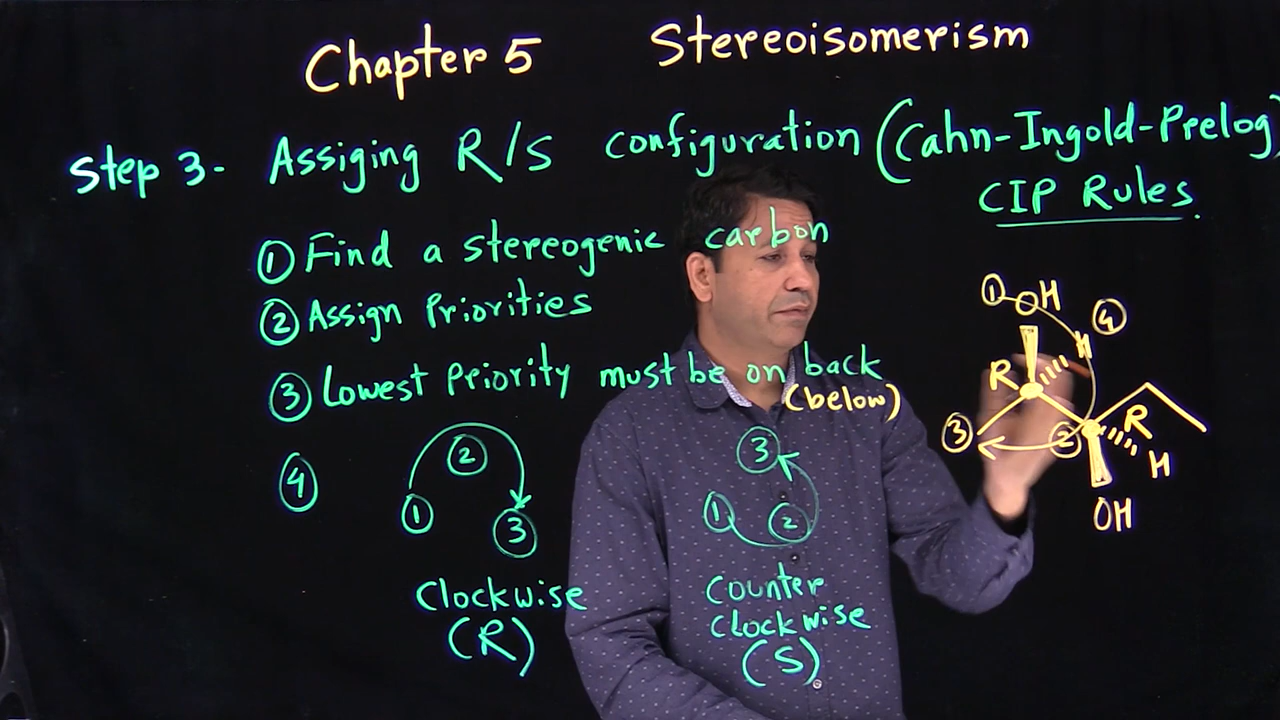 Chapter 5 Stereoisomerism
Step 3- Assiging R/S configuration (Cahn-Ingold-Prelog)
CIP Rules.
① Find a stereogenic carbon
② Assign Priorities
③ Lowest Priority must be on back
(below)
④
① ② ③
Clockwise
(R)
① ② ③
Counter
Clockwise
(S)
① OH
④
H
R
③ ②
R
H
OH